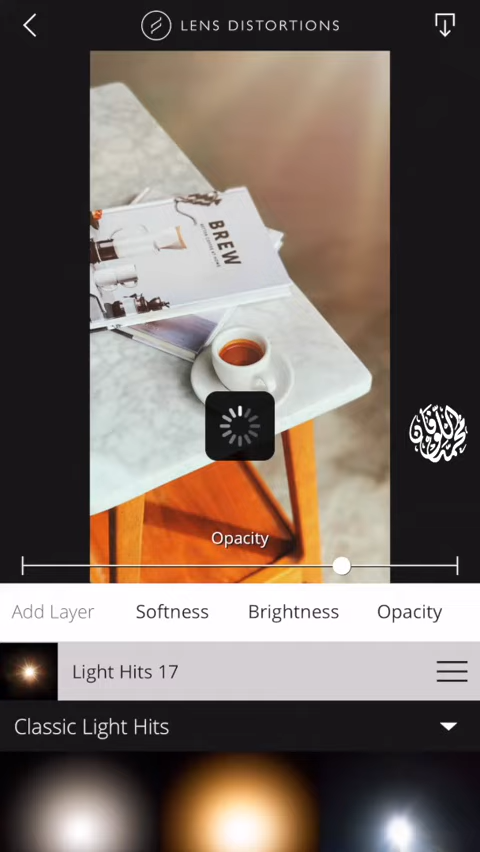 LENS DISTORTIONS
BREW
Opacity
Add Layer Softness Brightness Opacity
Light Hits 17
Classic Light Hits